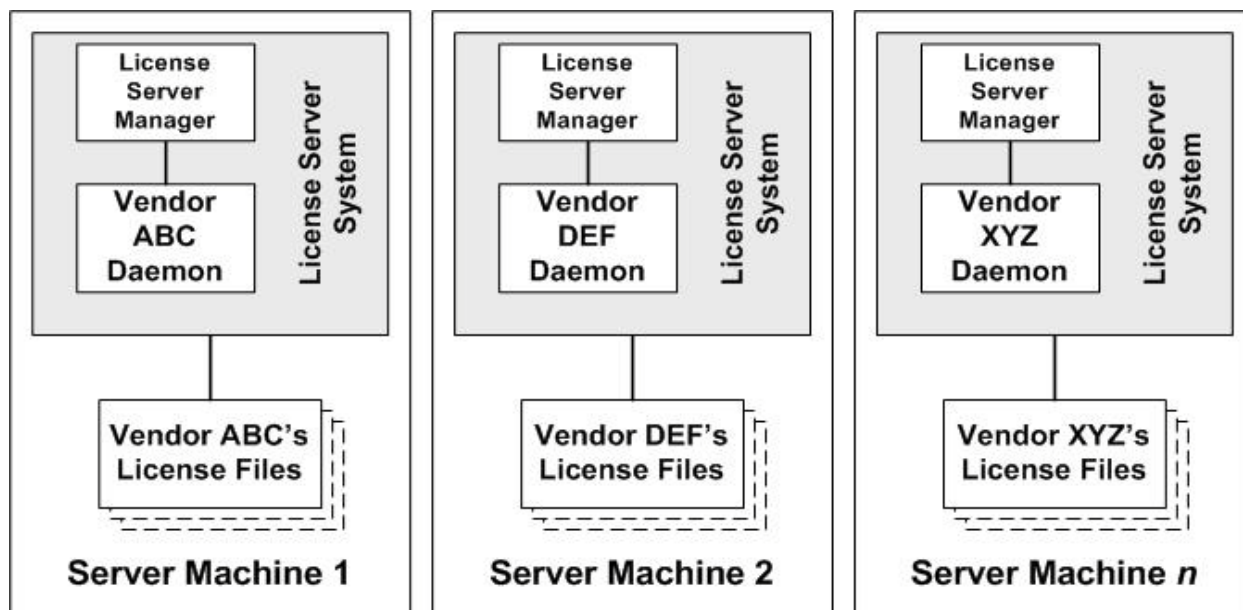 License
Server
Manager
Vendor
ABC
Daemon
License Server
System
Vendor ABC's
License Files
Server Machine 1
License
Server
Manager
Vendor
DEF
Daemon
License Server
System
Vendor DEF's
License Files
Server Machine 2
License
Server
Manager
Vendor
XYZ
Daemon
License Server
System
Vendor XYZ's
License Files
Server Machine n